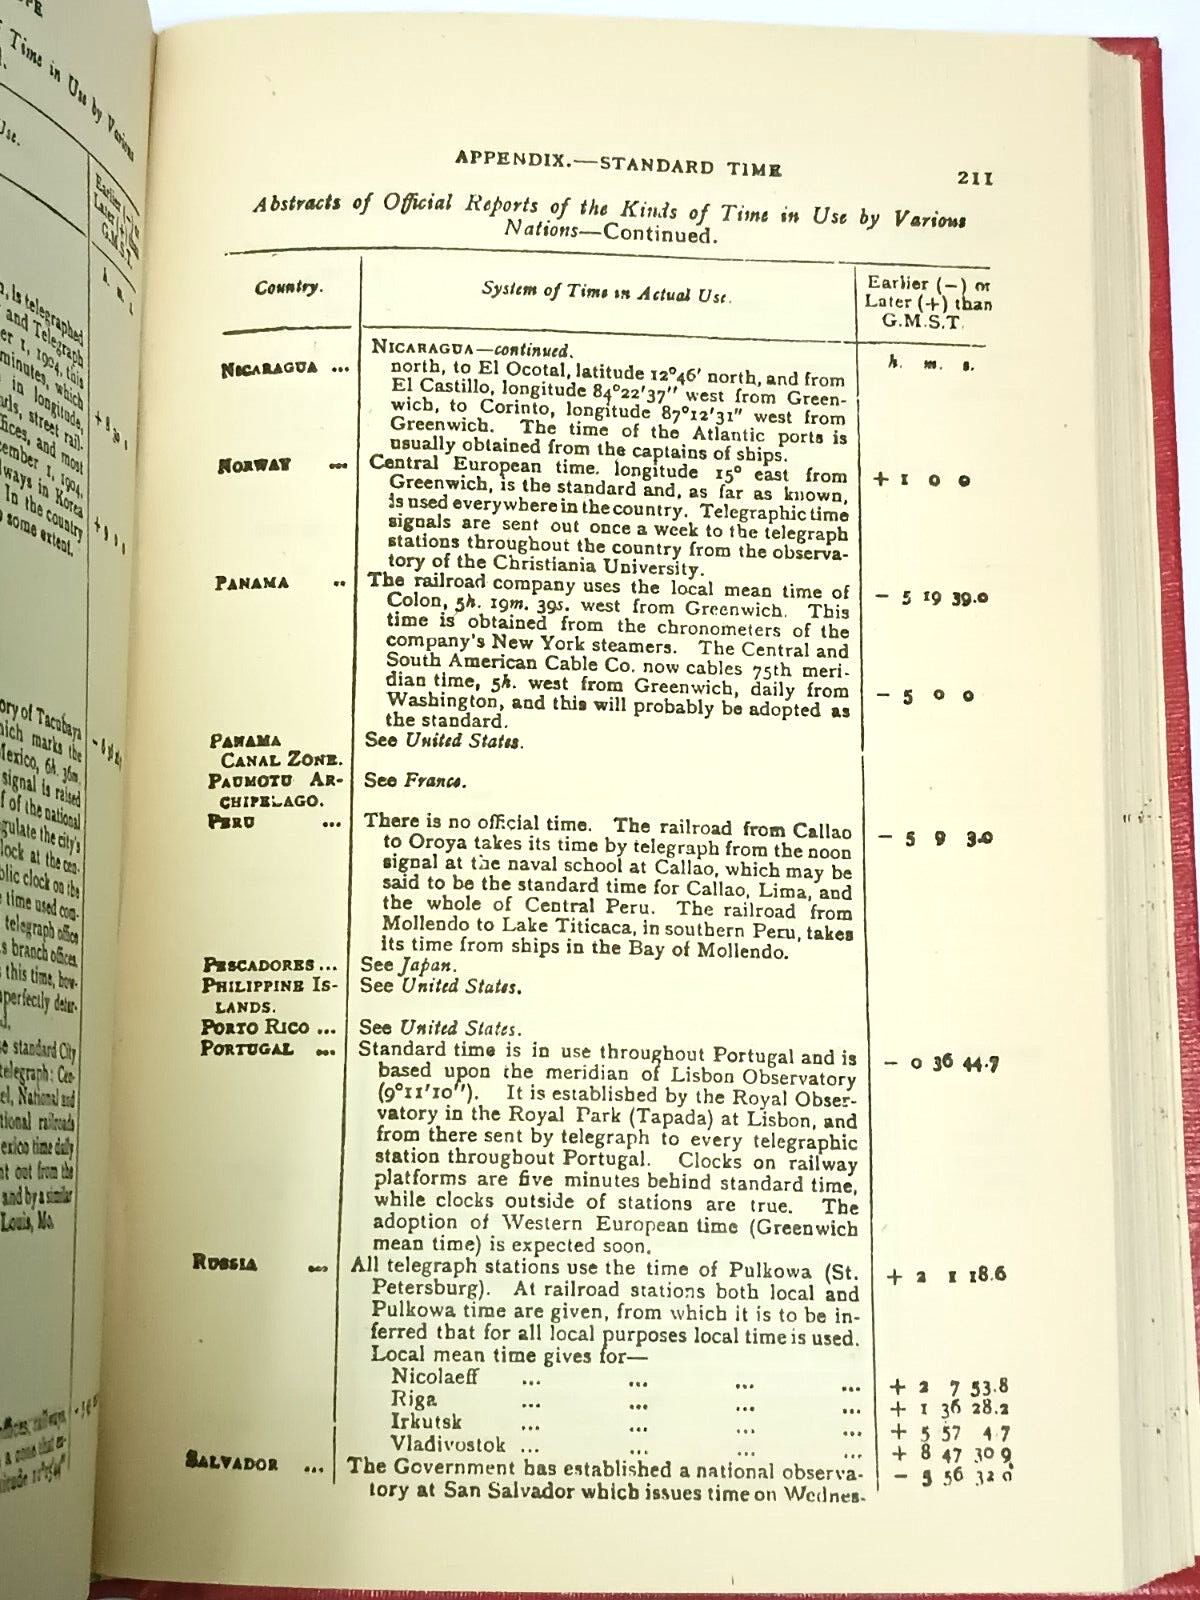 APPENDIX.—STANDARD TIME
211
Abstracts of Official Reports of the Kinds of Time in Use by Various
Nations—Continued.
Country.
System of Time in Actual Use.
Earlier (−) or
Later (+) than
G.M.S.T.
NICARAGUA—continued.
h. m. s.
NICARAGUA ...
north, to El Ocotal, latitude 12°46′ north, and from
El Castillo, longitude 84°22′37″ west from Green-
wich, to Corinto, longitude 87°12′31″ west from
Greenwich. The time of the Atlantic ports is
usually obtained from the captains of ships.
NORWAY ... Central European time. longitude 15° east from + 1 0 0
Greenwich, is the standard and, as far as known,
is used everywhere in the country. Telegraphic time
signals are sent out once a week to the telegraph
stations throughout the country from the observa-
tory of the Christiania University.
PANAMA .. The railroad company uses the local mean time of − 5 19 39.0
Colon, 5h. 19m. 39s. west from Greenwich. This
time is obtained from the chronometers of the
company's New York steamers. The Central and
South American Cable Co. now cables 75th meri-
dian time, 5h. west from Greenwich, daily from − 5 0 0
Washington, and this will probably be adopted as
the standard.
PANAMA See United States.
CANAL ZONE.
PAUMOTU AR- See France.
CHIPELAGO.
PERU ... There is no official time. The railroad from Callao − 5 9 3.0
to Oroya takes its time by telegraph from the noon
signal at the naval school at Callao, which may be
said to be the standard time for Callao, Lima, and
the whole of Central Peru. The railroad from
Mollendo to Lake Titicaca, in southern Peru, takes
its time from ships in the Bay of Mollendo.
PESCADORES ... See Japan.
PHILIPPINE IS- See United States.
LANDS.
PORTO RICO ... See United States.
PORTUGAL ... Standard time is in use throughout Portugal and is − 0 36 44.7
based upon the meridian of Lisbon Observatory
(9°11′10″). It is established by the Royal Obser-
vatory in the Royal Park (Tapada) at Lisbon, and
from there sent by telegraph to every telegraphic
station throughout Portugal. Clocks on railway
platforms are five minutes behind standard time,
while clocks outside of stations are true. The
adoption of Western European time (Greenwich
mean time) is expected soon.
RUSSIA ... All telegraph stations use the time of Pulkowa (St. + 2 1 18.6
Petersburg). At railroad stations both local and
Pulkowa time are given, from which it is to be in-
ferred that for all local purposes local time is used.
Local mean time gives for—
Nicolaeff ... ... ... ... + 2 7 53.8
Riga ... ... ... ... + 1 36 28.2
Irkutsk ... ... ... ... + 5 57 4.7
Vladivostok ... ... ... ... + 8 47 30 9
SALVADOR ... The Government has established a national observa- − 5 56 32 0
tory at San Salvador which issues time on Wednes-